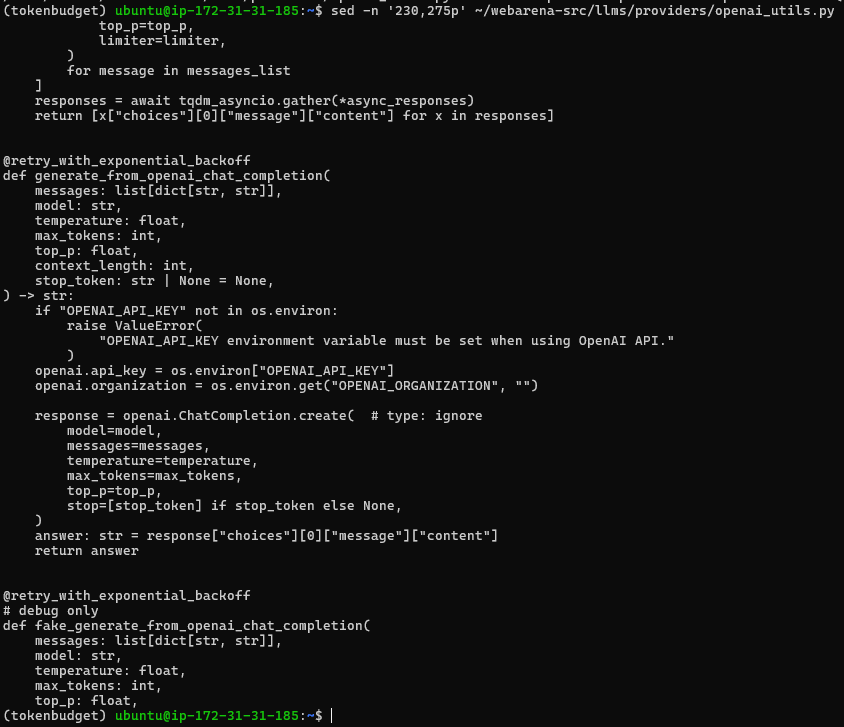 (tokenbudget) ubuntu@ip-172-31-31-185:~$ sed -n '230,275p' ~/webarena-src/llms/providers/openai_utils.py
            top_p=top_p,
            limiter=limiter,
        )
        for message in messages_list
    ]
    responses = await tqdm_asyncio.gather(*async_responses)
    return [x["choices"][0]["message"]["content"] for x in responses]


@retry_with_exponential_backoff
def generate_from_openai_chat_completion(
    messages: list[dict[str, str]],
    model: str,
    temperature: float,
    max_tokens: int,
    top_p: float,
    context_length: int,
    stop_token: str | None = None,
) -> str:
    if "OPENAI_API_KEY" not in os.environ:
        raise ValueError(
            "OPENAI_API_KEY environment variable must be set when using OpenAI API."
        )
    openai.api_key = os.environ["OPENAI_API_KEY"]
    openai.organization = os.environ.get("OPENAI_ORGANIZATION", "")

    response = openai.ChatCompletion.create(  # type: ignore
        model=model,
        messages=messages,
        temperature=temperature,
        max_tokens=max_tokens,
        top_p=top_p,
        stop=[stop_token] if stop_token else None,
    )
    answer: str = response["choices"][0]["message"]["content"]
    return answer


@retry_with_exponential_backoff
# debug only
def fake_generate_from_openai_chat_completion(
    messages: list[dict[str, str]],
    model: str,
    temperature: float,
    max_tokens: int,
    top_p: float,
(tokenbudget) ubuntu@ip-172-31-31-185:~$